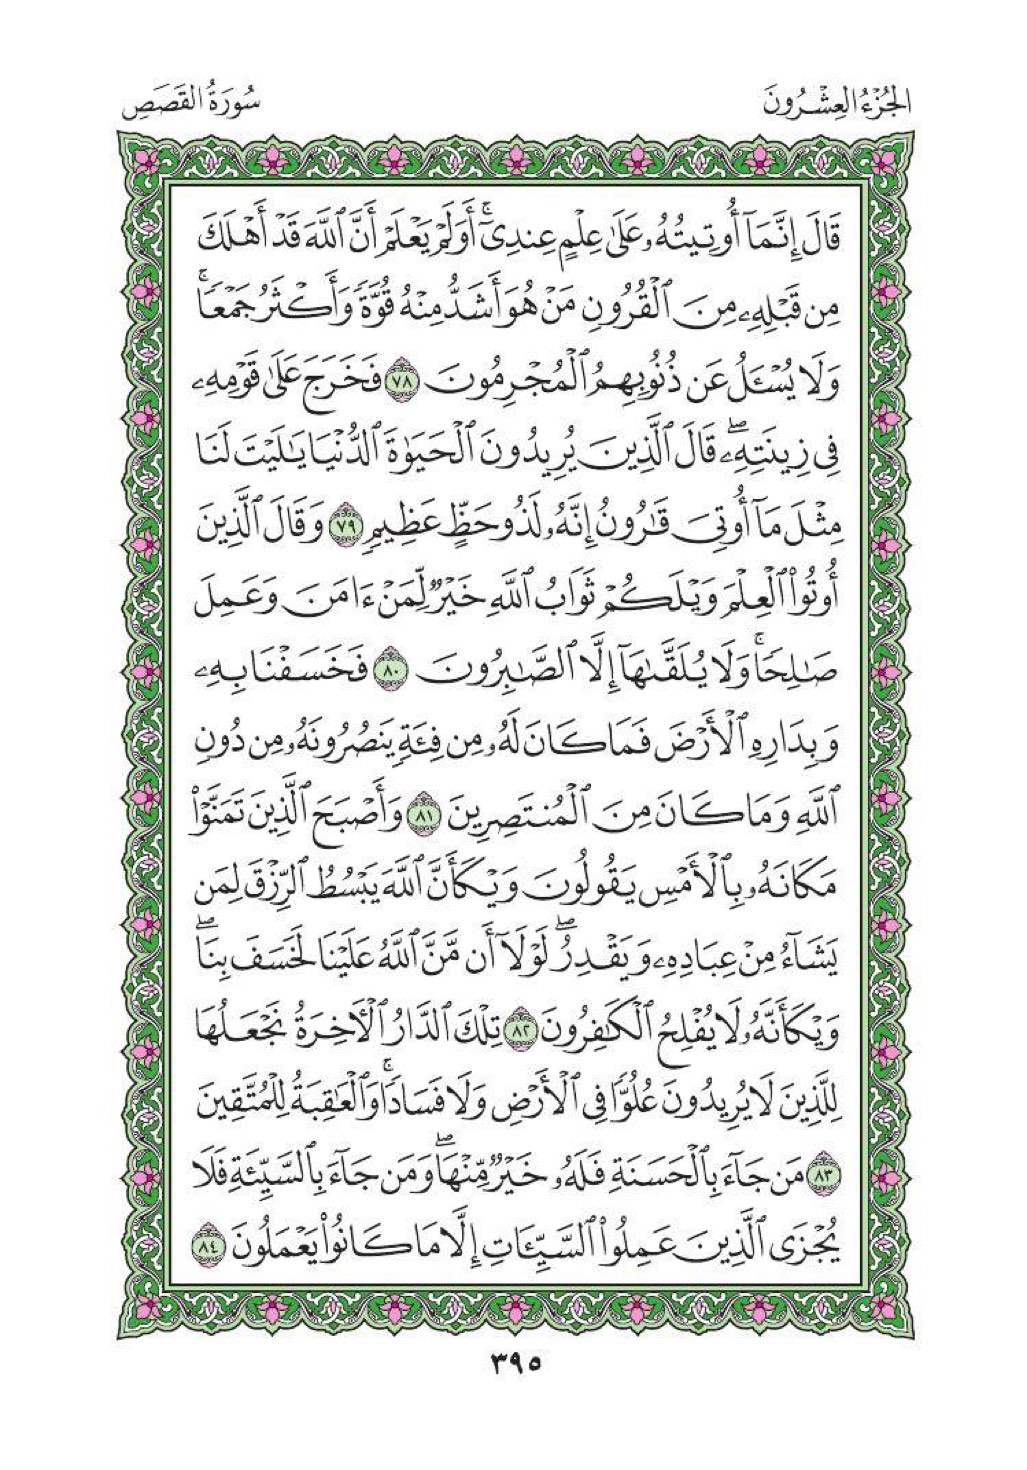 الجُزْءُ العِشْرُونَ
سُورَةُ القَصَصِ
قَالَ إِنَّمَآ أُوتِيتُهُۥ عَلَىٰ عِلْمٍ عِندِىٓۚ أَوَلَمْ يَعْلَمْ أَنَّ ٱللَّهَ قَدْ أَهْلَكَ
مِن قَبْلِهِۦ مِنَ ٱلْقُرُونِ مَنْ هُوَ أَشَدُّ مِنْهُ قُوَّةً وَأَكْثَرُ جَمْعًاۚ
وَلَا يُسْـَٔلُ عَن ذُنُوبِهِمُ ٱلْمُجْرِمُونَ ٧٨ فَخَرَجَ عَلَىٰ قَوْمِهِۦ
فِى زِينَتِهِۦۖ قَالَ ٱلَّذِينَ يُرِيدُونَ ٱلْحَيَوٰةَ ٱلدُّنْيَا يَٰلَيْتَ لَنَا
مِثْلَ مَآ أُوتِىَ قَٰرُونُ إِنَّهُۥ لَذُو حَظٍّ عَظِيمٍ ٧٩ وَقَالَ ٱلَّذِينَ
أُوتُوا۟ ٱلْعِلْمَ وَيْلَكُمْ ثَوَابُ ٱللَّهِ خَيْرٌ لِّمَنْ ءَامَنَ وَعَمِلَ
صَٰلِحًاۚ وَلَا يُلَقَّىٰهَآ إِلَّا ٱلصَّٰبِرُونَ ٨٠ فَخَسَفْنَا بِهِۦ
وَبِدَارِهِ ٱلْأَرْضَ فَمَا كَانَ لَهُۥ مِن فِئَةٍ يَنصُرُونَهُۥ مِن دُونِ
ٱللَّهِ وَمَا كَانَ مِنَ ٱلْمُنتَصِرِينَ ٨١ وَأَصْبَحَ ٱلَّذِينَ تَمَنَّوْا۟
مَكَانَهُۥ بِٱلْأَمْسِ يَقُولُونَ وَيْكَأَنَّ ٱللَّهَ يَبْسُطُ ٱلرِّزْقَ لِمَن
يَشَآءُ مِنْ عِبَادِهِۦ وَيَقْدِرُۖ لَوْلَآ أَن مَّنَّ ٱللَّهُ عَلَيْنَا لَخَسَفَ بِنَاۖ
وَيْكَأَنَّهُۥ لَا يُفْلِحُ ٱلْكَٰفِرُونَ ٨٢ تِلْكَ ٱلدَّارُ ٱلْءَاخِرَةُ نَجْعَلُهَا
لِلَّذِينَ لَا يُرِيدُونَ عُلُوًّا فِى ٱلْأَرْضِ وَلَا فَسَادًاۚ وَٱلْعَٰقِبَةُ لِلْمُتَّقِينَ
٨٣ مَن جَآءَ بِٱلْحَسَنَةِ فَلَهُۥ خَيْرٌ مِّنْهَاۖ وَمَن جَآءَ بِٱلسَّيِّئَةِ فَلَا
يُجْزَى ٱلَّذِينَ عَمِلُوا۟ ٱلسَّيِّـَٔاتِ إِلَّا مَا كَانُوا۟ يَعْمَلُونَ ٨٤
٣٩٥